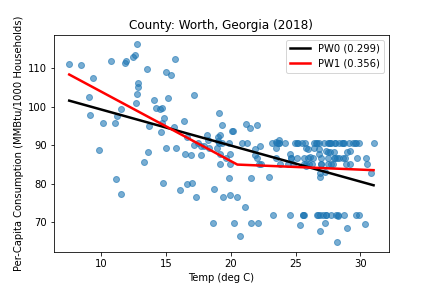 County: Worth, Georgia (2018)
PW0 (0.299)
PW1 (0.356)
Per-Capita Consumption (MMBtu/1000 Households)
110
100
90
80
70
10
15
20
25
30
Temp (deg C)